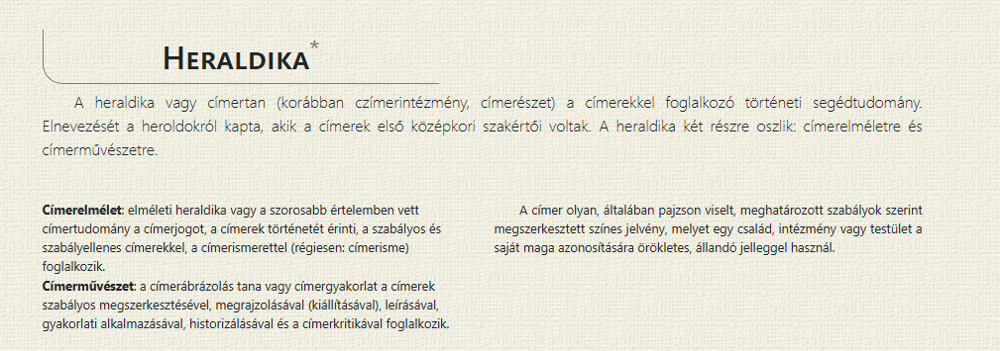 HERALDIKA*
A heraldika vagy címertan (korábban czímerintézmény, címerészet) a címerekkel foglalkozó történeti segédtudomány.
Elnevezését a heroldokról kapta, akik a címerek első középkori szakértői voltak. A heraldika két részre oszlik: címerelméletre és
címerművészetre.
Címerelmélet: elméleti heraldika vagy a szorosabb értelemben vett
címertudomány a címerjogot, a címerek történetét érinti, a szabályos és
szabályellenes címerekkel, a címerismerettel (régiesen: címerisme)
foglalkozik.
Címerművészet: a címerábrázolás tana vagy címergyakorlat a címerek
szabályos megszerkesztésével, megrajzolásával (kiállításával), leírásával,
gyakorlati alkalmazásával, historizálásával és a címerkritikával foglalkozik.
A címer olyan, általában pajzson viselt, meghatározott szabályok szerint
megszerkesztett színes jelvény, melyet egy család, intézmény vagy testület a
saját maga azonosítására örökletes, állandó jelleggel használ.